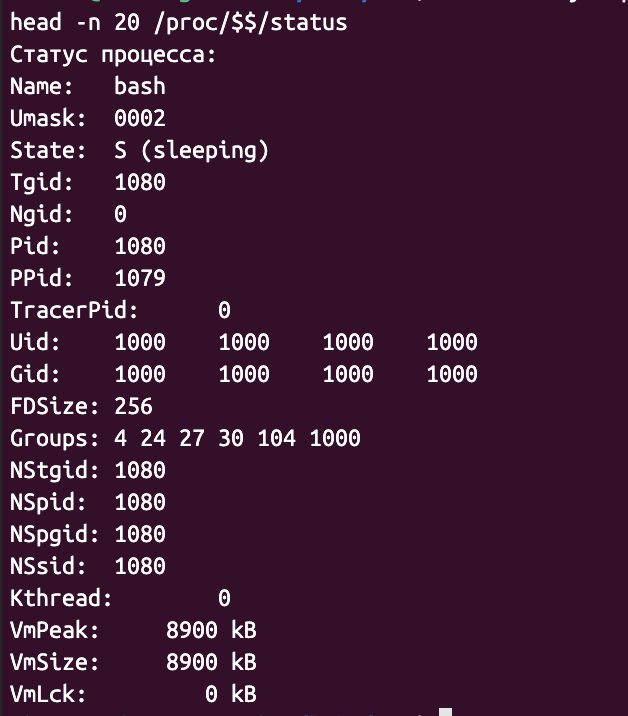 head -n 20 /proc/$$/status
Статус процесса:
Name:   bash
Umask:  0002
State:  S (sleeping)
Tgid:   1080
Ngid:   0
Pid:    1080
PPid:   1079
TracerPid:      0
Uid:    1000    1000    1000    1000
Gid:    1000    1000    1000    1000
FDSize: 256
Groups: 4 24 27 30 104 1000
NStgid: 1080
NSpid:  1080
NSpgid: 1080
NSsid:  1080
Kthread:        0
VmPeak:     8900 kB
VmSize:     8900 kB
VmLck:         0 kB